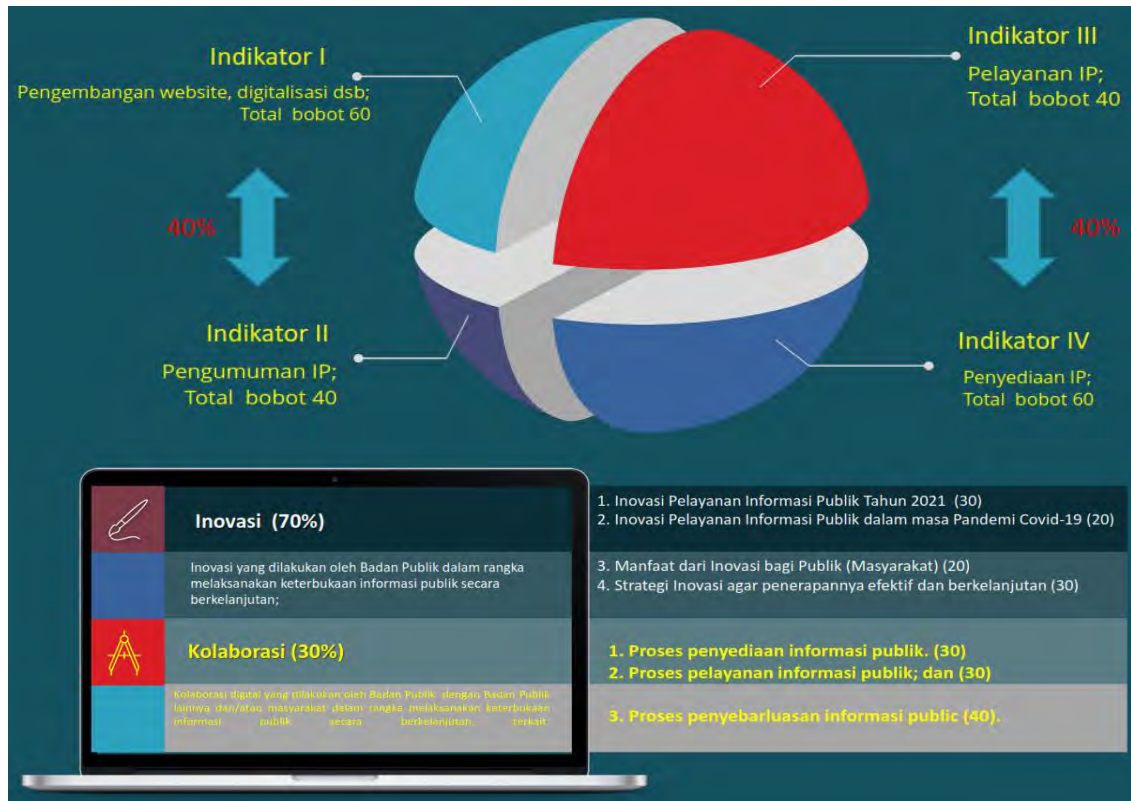 Indikator I
Pengembangan website, digitalisasi dsb;
Total bobot 60
40%
Indikator II
Pengumuman IP;
Total bobot 40
Indikator III
Pelayanan IP;
Total bobot 40
40%
Indikator IV
Penyediaan IP;
Total bobot 60
Inovasi (70%)
Inovasi yang dilakukan oleh Badan Publik dalam rangka
melaksanakan keterbukaan informasi publik secara
berkelanjutan;
1. Inovasi Pelayanan Informasi Publik Tahun 2021 (30)
2. Inovasi Pelayanan Informasi Publik dalam masa Pandemi Covid-19 (20)
3. Manfaat dari Inovasi bagi Publik (Masyarakat) (20)
4. Strategi Inovasi agar penerapannya efektif dan berkelanjutan (30)
Kolaborasi (30%)
Kolaborasi digital yang dilakukan oleh Badan Publik dengan Badan Publik
lainnya dan/atau masyarakat dalam rangka melaksanakan keterbukaan
informasi publik secara berkelanjutan, terkait:
1. Proses penyediaan informasi publik. (30)
2. Proses pelayanan informasi publik; dan (30)
3. Proses penyebarluasan informasi public (40).